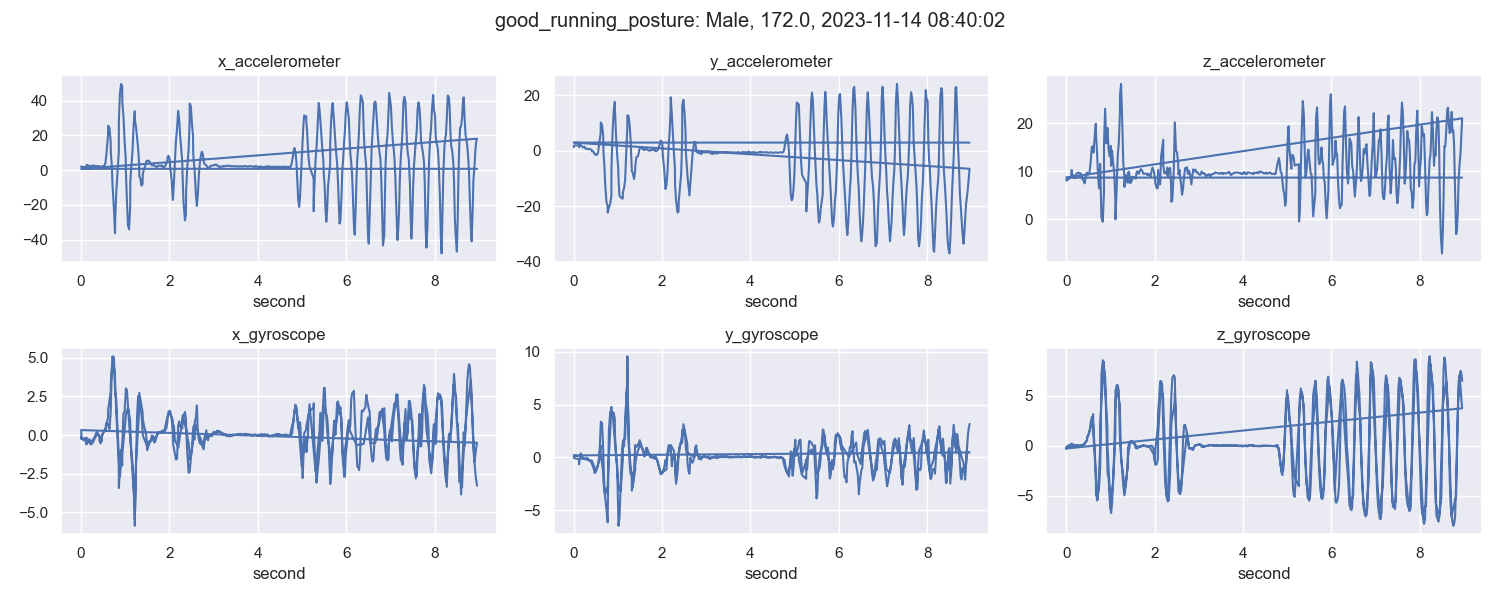 good_running_posture: Male, 172.0, 2023-11-14 08:40:02
x_accelerometer
40
20
0
−20
−40
0 2 4 6 8
second
y_accelerometer
20
0
−20
−40
0 2 4 6 8
second
z_accelerometer
20
10
0
0 2 4 6 8
second
x_gyroscope
5.0
2.5
0.0
−2.5
−5.0
0 2 4 6 8
second
y_gyroscope
10
5
0
−5
0 2 4 6 8
second
z_gyroscope
5
0
−5
0 2 4 6 8
second